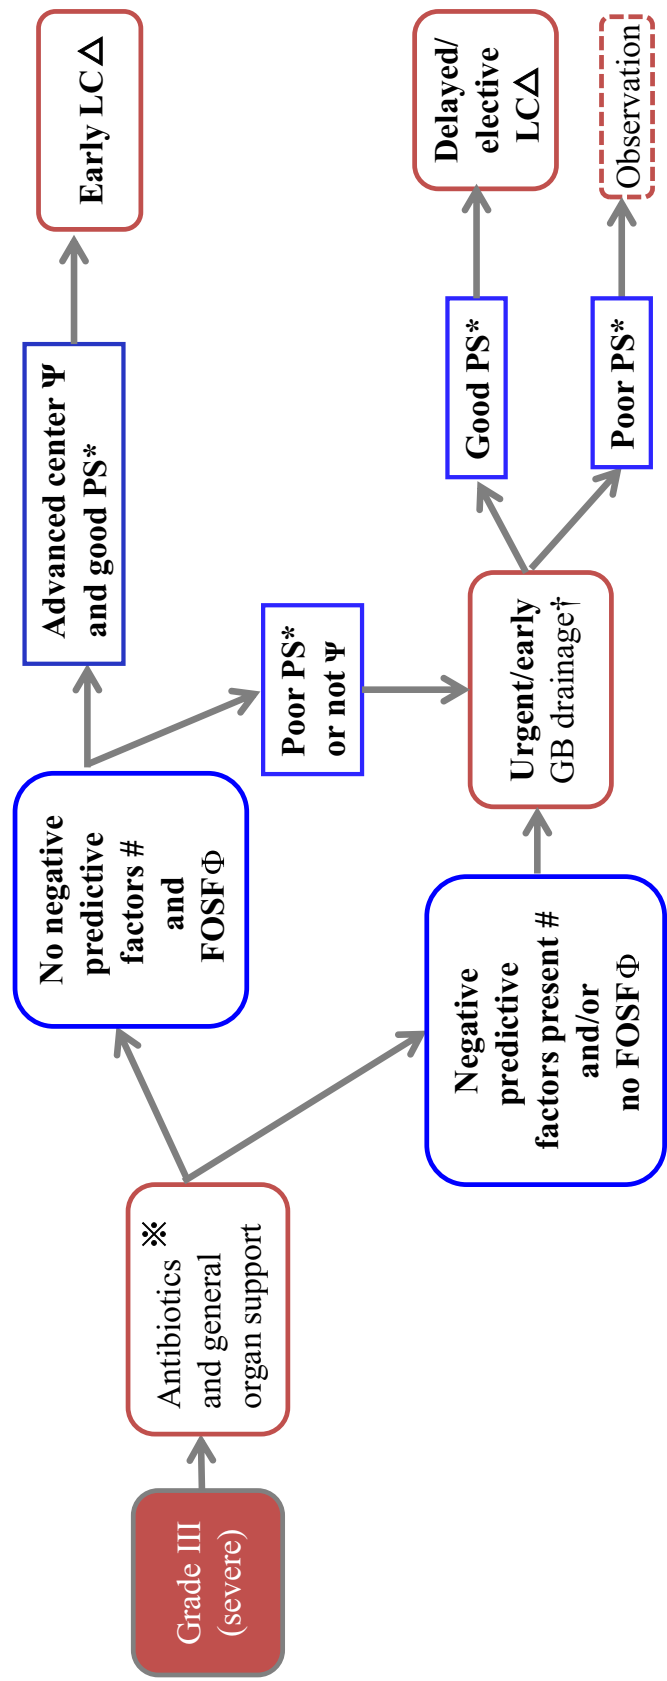 Grade III
(severe)
Antibiotics※
and general
organ support
No negative
predictive
factors #
and
FOSFΦ
Negative
predictive
factors present #
and/or
no FOSFΦ
Advanced center Ψ
and good PS*
Poor PS*
or not Ψ
Urgent/early
GB drainage†
Good PS*
Poor PS*
Early LC△
Delayed/
elective
LC△
Observation